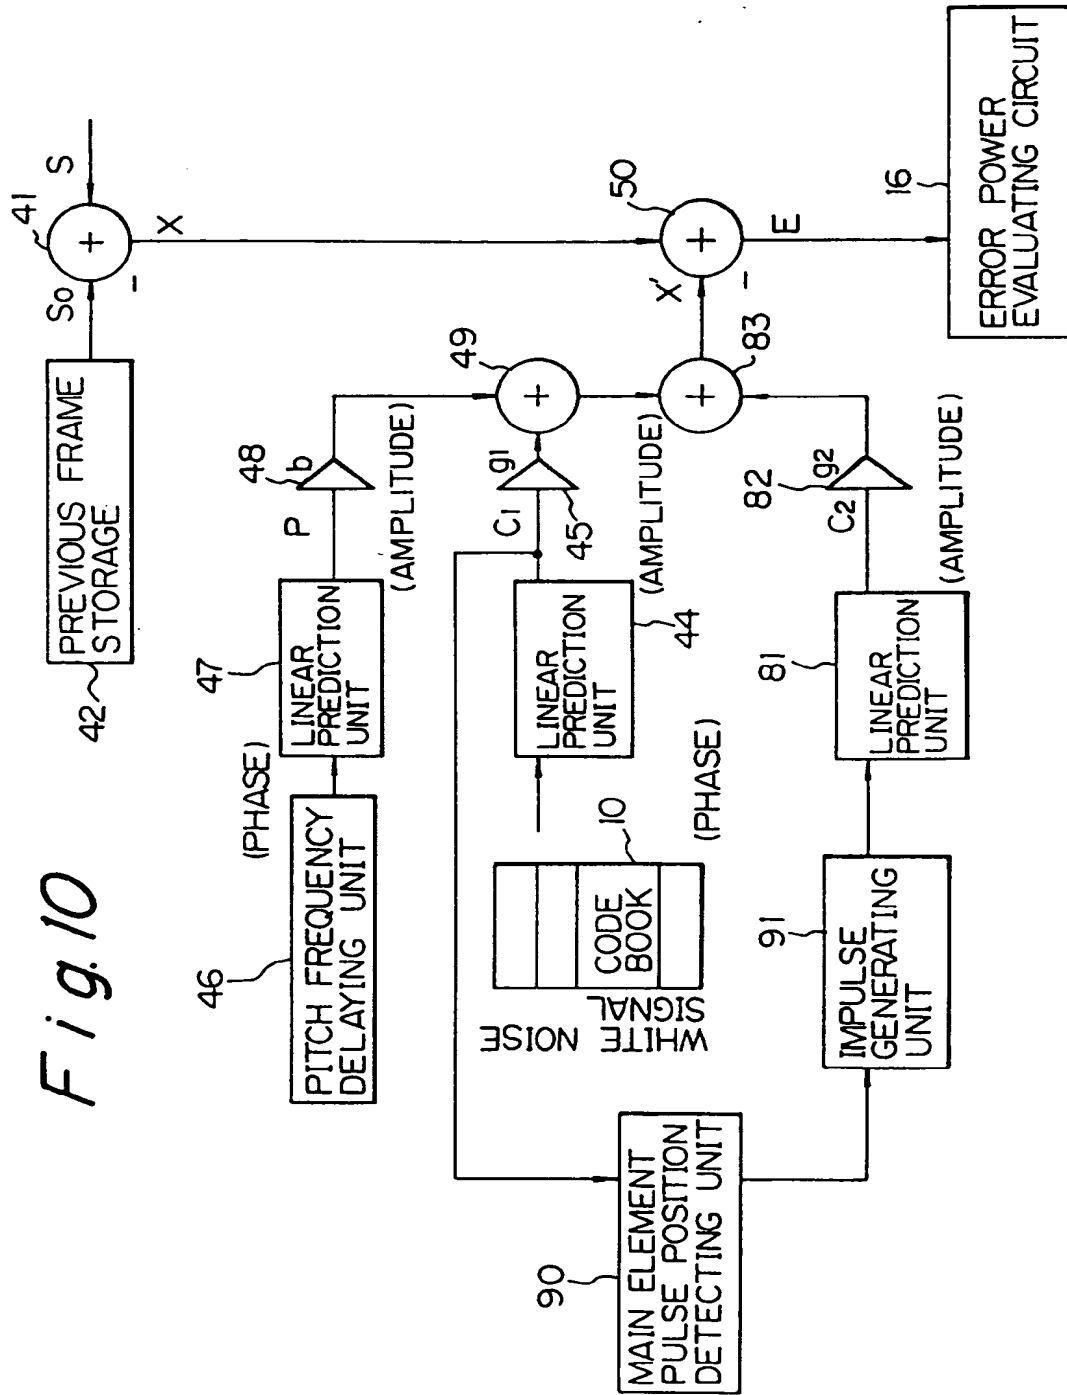 Fig. 10
PREVIOUS FRAME
STORAGE
42
So
41
S
-
+
X
46
PITCH FREQUENCY
DELAYING UNIT
(PHASE)
47
LINEAR
PREDICTION
UNIT
P
48
b
(AMPLITUDE)
49
+
WHITE NOISE
SIGNAL
CODE
BOOK
10
(PHASE)
LINEAR
PREDICTION
UNIT
44
C1
g1
45
(AMPLITUDE)
83
+
X'
50
+
-
E
16
ERROR POWER
EVALUATING CIRCUIT
90
MAIN ELEMENT
PULSE POSITION
DETECTING UNIT
91
IMPULSE
GENERATING
UNIT
81
LINEAR
PREDICTION
UNIT
C2
82
g2
(AMPLITUDE)